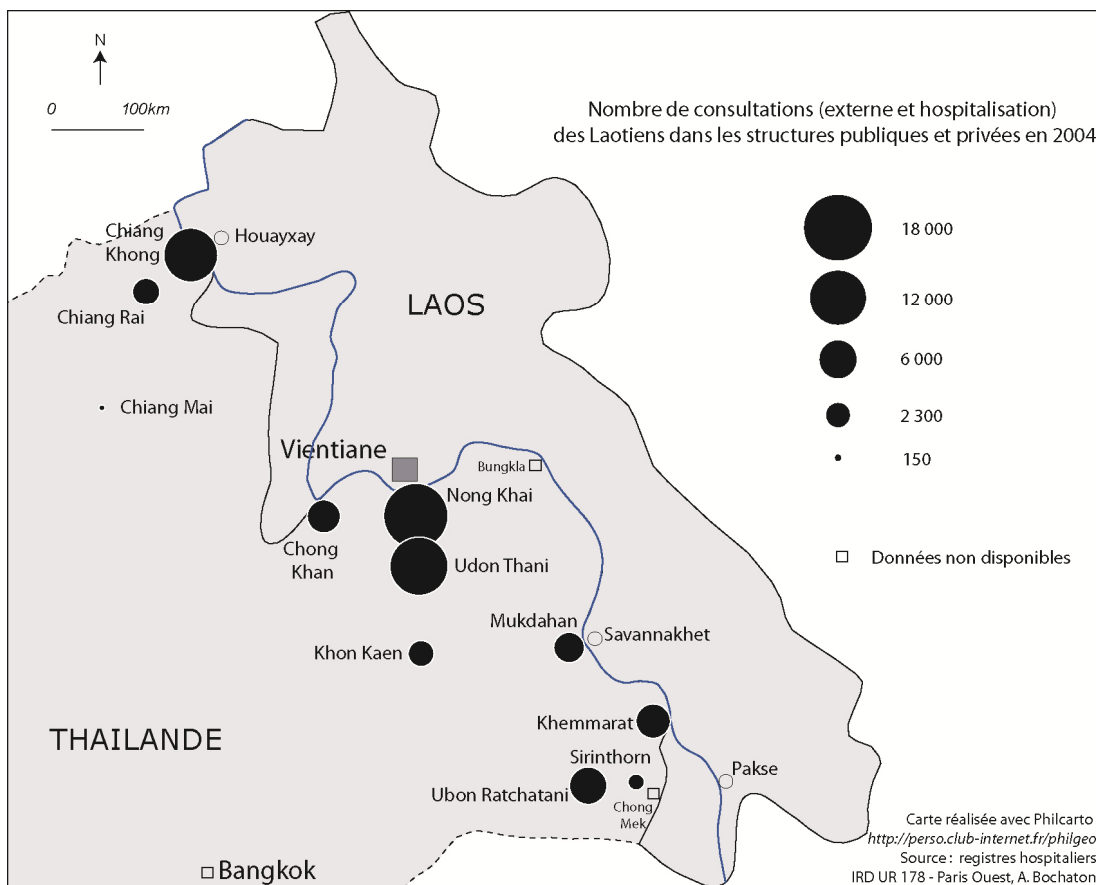 N
0 100km
Nombre de consultations (externe et hospitalisation)
des Laotiens dans les structures publiques et privées en 2004
18 000
12 000
6 000
2 300
150
Données non disponibles
Chiang
Khong
Houayxay
Chiang Rai
LAOS
Chiang Mai
Vientiane
Bungkla
Nong Khai
Chong
Khan
Udon Thani
Mukdahan
Savannakhet
Khon Kaen
THAILANDE
Khemmarat
Sirinthorn
Pakse
Ubon Ratchatani
Chong
Mek
Bangkok
Carte réalisée avec Philcarto
http://perso.club-internet.fr/philgeo
Source : registres hospitaliers
IRD UR 178 - Paris Ouest, A. Bochaton